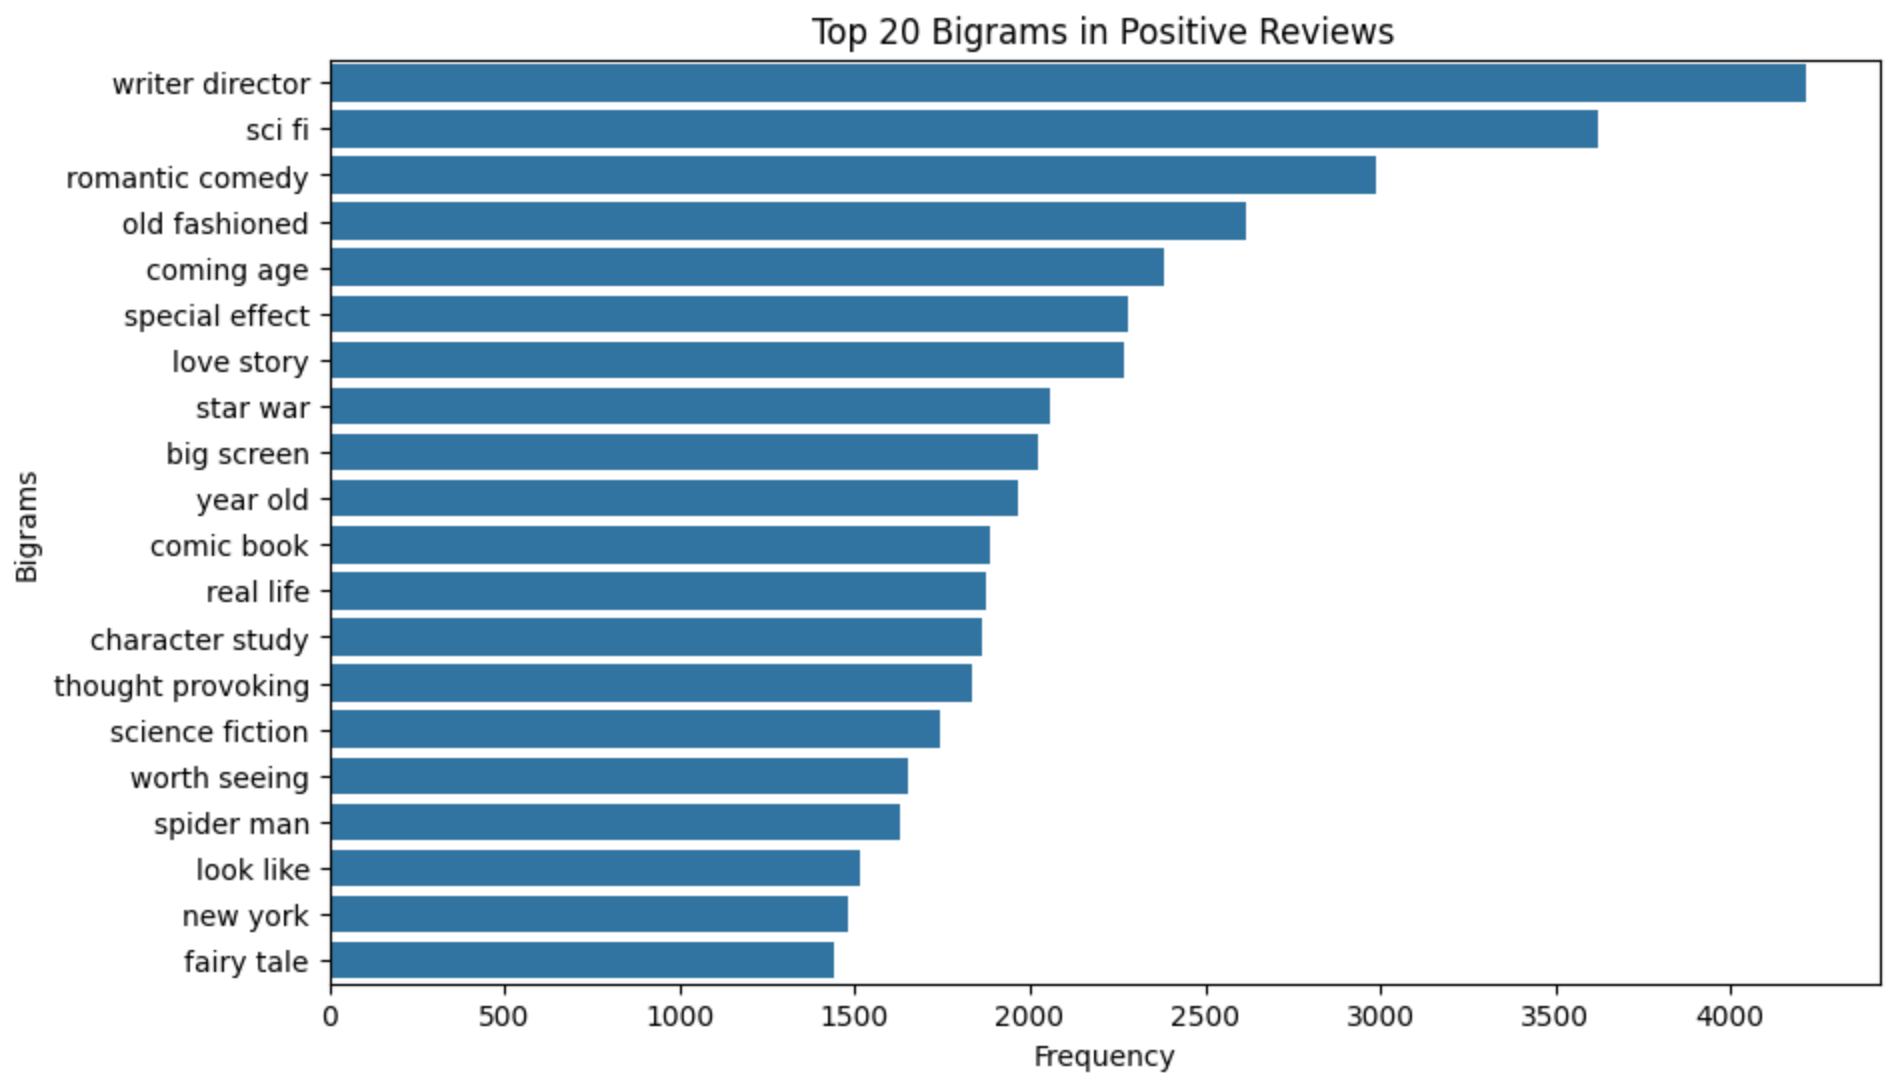 Top 20 Bigrams in Positive Reviews
writer director
sci fi
romantic comedy
old fashioned
coming age
special effect
love story
star war
big screen
year old
comic book
real life
character study
thought provoking
science fiction
worth seeing
spider man
look like
new york
fairy tale
Bigrams
0 500 1000 1500 2000 2500 3000 3500 4000
Frequency